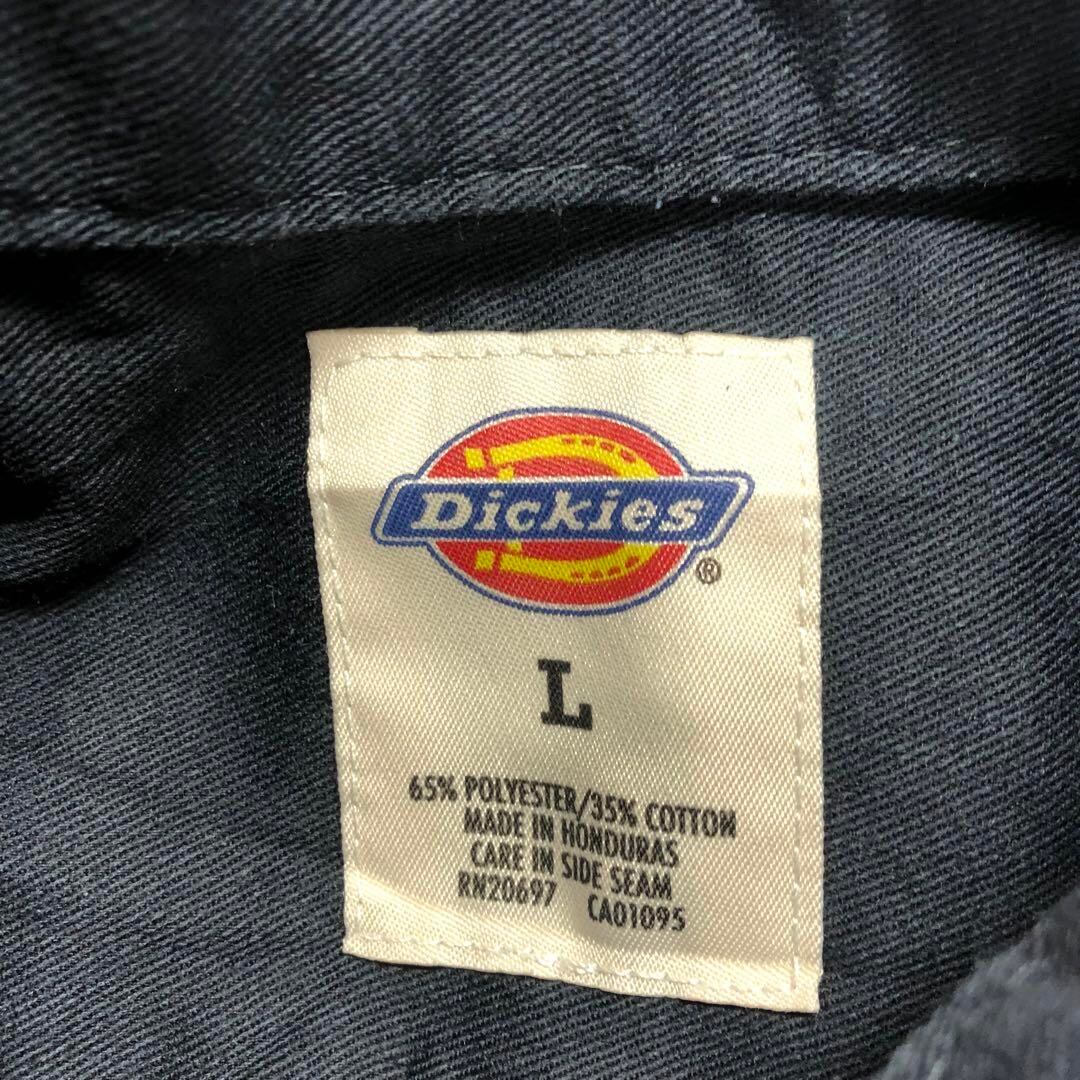 Dickies
®
L
65% POLYESTER/35% COTTON
MADE IN HONDURAS
CARE IN SIDE SEAM
RN20697 CA01095